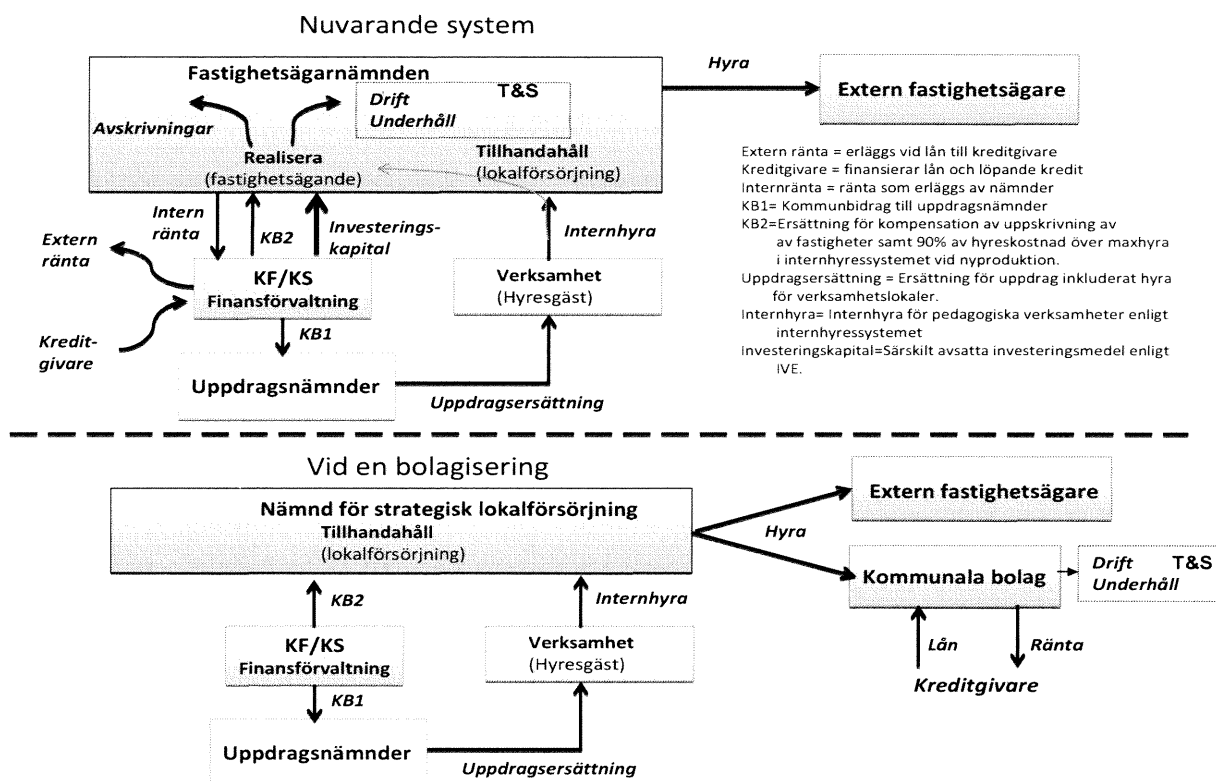 Nuvarande system
Fastighetsägarnämnden
Hyra
Extern fastighetsägare
Drift T&S
Underhåll
Avskrivningar
Realisera
(fastighetsägande)
Tillhandahåll
(lokalförsörjning)
Intern
ränta
KB2
Investerings-
kapital
Internhyra
Extern
ränta
KF/KS
Finansförvaltning
Verksamhet
(Hyresgäst)
Kredit-
givare
KB1
Uppdragsnämnder
Uppdragsersättning
Extern ränta = erläggs vid lån till kreditgivare
Kreditgivare = finansierar lån och löpande kredit
Internränta = ränta som erläggs av nämnder
KB1= Kommunbidrag till uppdragsnämnder
KB2=Ersättning för kompensation av uppskrivning av
av fastigheter samt 90% av hyreskostnad över maxhyra
i internhyressystemet vid nyproduktion.
Uppdragsersättning = Ersättning för uppdrag inkluderat hyra
för verksamhetslokaler.
Internhyra= Internhyra för pedagogiska verksamheter enligt
internhyressystemet
Investeringskapital=Särskilt avsatta investeringsmedel enligt
IVE.
Vid en bolagisering
Nämnd för strategisk lokalförsörjning
Tillhandahåll
(lokalförsörjning)
Extern fastighetsägare
Hyra
Kommunala bolag
Drift T&S
Underhåll
KB2
Internhyra
KF/KS
Finansförvaltning
Verksamhet
(Hyresgäst)
Lån
Ränta
Kreditgivare
KB1
Uppdragsnämnder
Uppdragsersättning